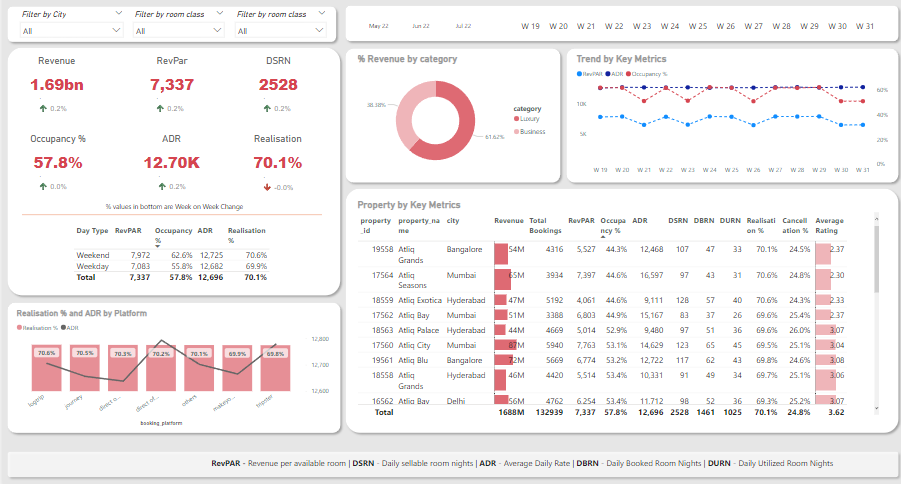 Filter by City
Filter by room class
Filter by room class
All
All
All
May 22
Jun 22
Jul 22
W 19 W 20 W 21 W 22 W 23 W 24 W 25 W 26 W 27 W 28 W 29 W 30 W 31
Revenue
RevPar
DSRN
1.69bn
7,337
2528
0.2%
0.2%
0.2%
Occupancy %
ADR
Realisation
57.8%
12.70K
70.1%
0.0%
0.2%
-0.0%
% values in bottom are Week on Week Change
Day Type RevPAR Occupancy % ADR Realisation %
Weekend 7,972 62.6% 12,725 70.6%
Weekday 7,083 55.8% 12,682 69.9%
Total 7,337 57.8% 12,696 70.1%
% Revenue by category
38.38%
61.62%
category
Luxury
Business
Trend by Key Metrics
RevPAR ADR Occupancy %
10K
5K
60%
40%
20%
0%
W 19 W 20 W 21 W 22 W 23 W 24 W 25 W 26 W 27 W 28 W 29 W 30 W 31
Realisation % and ADR by Platform
Realisation % ADR
70.6% 70.5% 70.3% 70.2% 70.1% 69.9% 69.8%
12,800
12,700
12,600
logtrip
journey
direct o...
direct of...
others
makeyo...
tripster
booking_platform
Property by Key Metrics
property_id property_name city Revenue Total Bookings RevPAR Occupancy % ADR DSRN DBRN DURN Realisation % Cancellation % Average Rating
19558 Atliq Grands Bangalore 54M 4316 5,527 44.3% 12,468 107 47 33 70.1% 24.5% 2.37
17564 Atliq Seasons Mumbai 65M 3934 7,397 44.6% 16,597 97 43 31 70.6% 24.8% 2.30
18559 Atliq Exotica Hyderabad 47M 5192 4,061 44.6% 9,111 128 57 40 70.6% 24.3% 2.33
17562 Atliq Bay Mumbai 51M 3388 6,803 44.9% 15,167 83 37 26 69.6% 25.4% 2.37
18563 Atliq Palace Hyderabad 44M 4669 5,014 52.9% 9,480 97 51 36 69.6% 26.0% 3.07
17560 Atliq City Mumbai 87M 5940 7,763 53.1% 14,629 123 65 45 69.5% 25.1% 3.04
19561 Atliq Blu Bangalore 72M 5669 6,774 53.2% 12,722 117 62 43 69.8% 24.6% 3.08
18558 Atliq Grands Hyderabad 46M 4420 5,514 53.4% 10,331 91 49 34 69.7% 25.1% 3.06
16562 Atliq Bay Delhi 56M 4762 6,254 53.4% 11,712 98 52 36 69.3% 25.2% 3.07
Total 1688M 132939 7,337 57.8% 12,696 2528 1461 1025 70.1% 24.8% 3.62
RevPAR - Revenue per available room | DSRN - Daily sellable room nights | ADR - Average Daily Rate | DBRN - Daily Booked Room Nights | DURN - Daily Utilized Room Nights